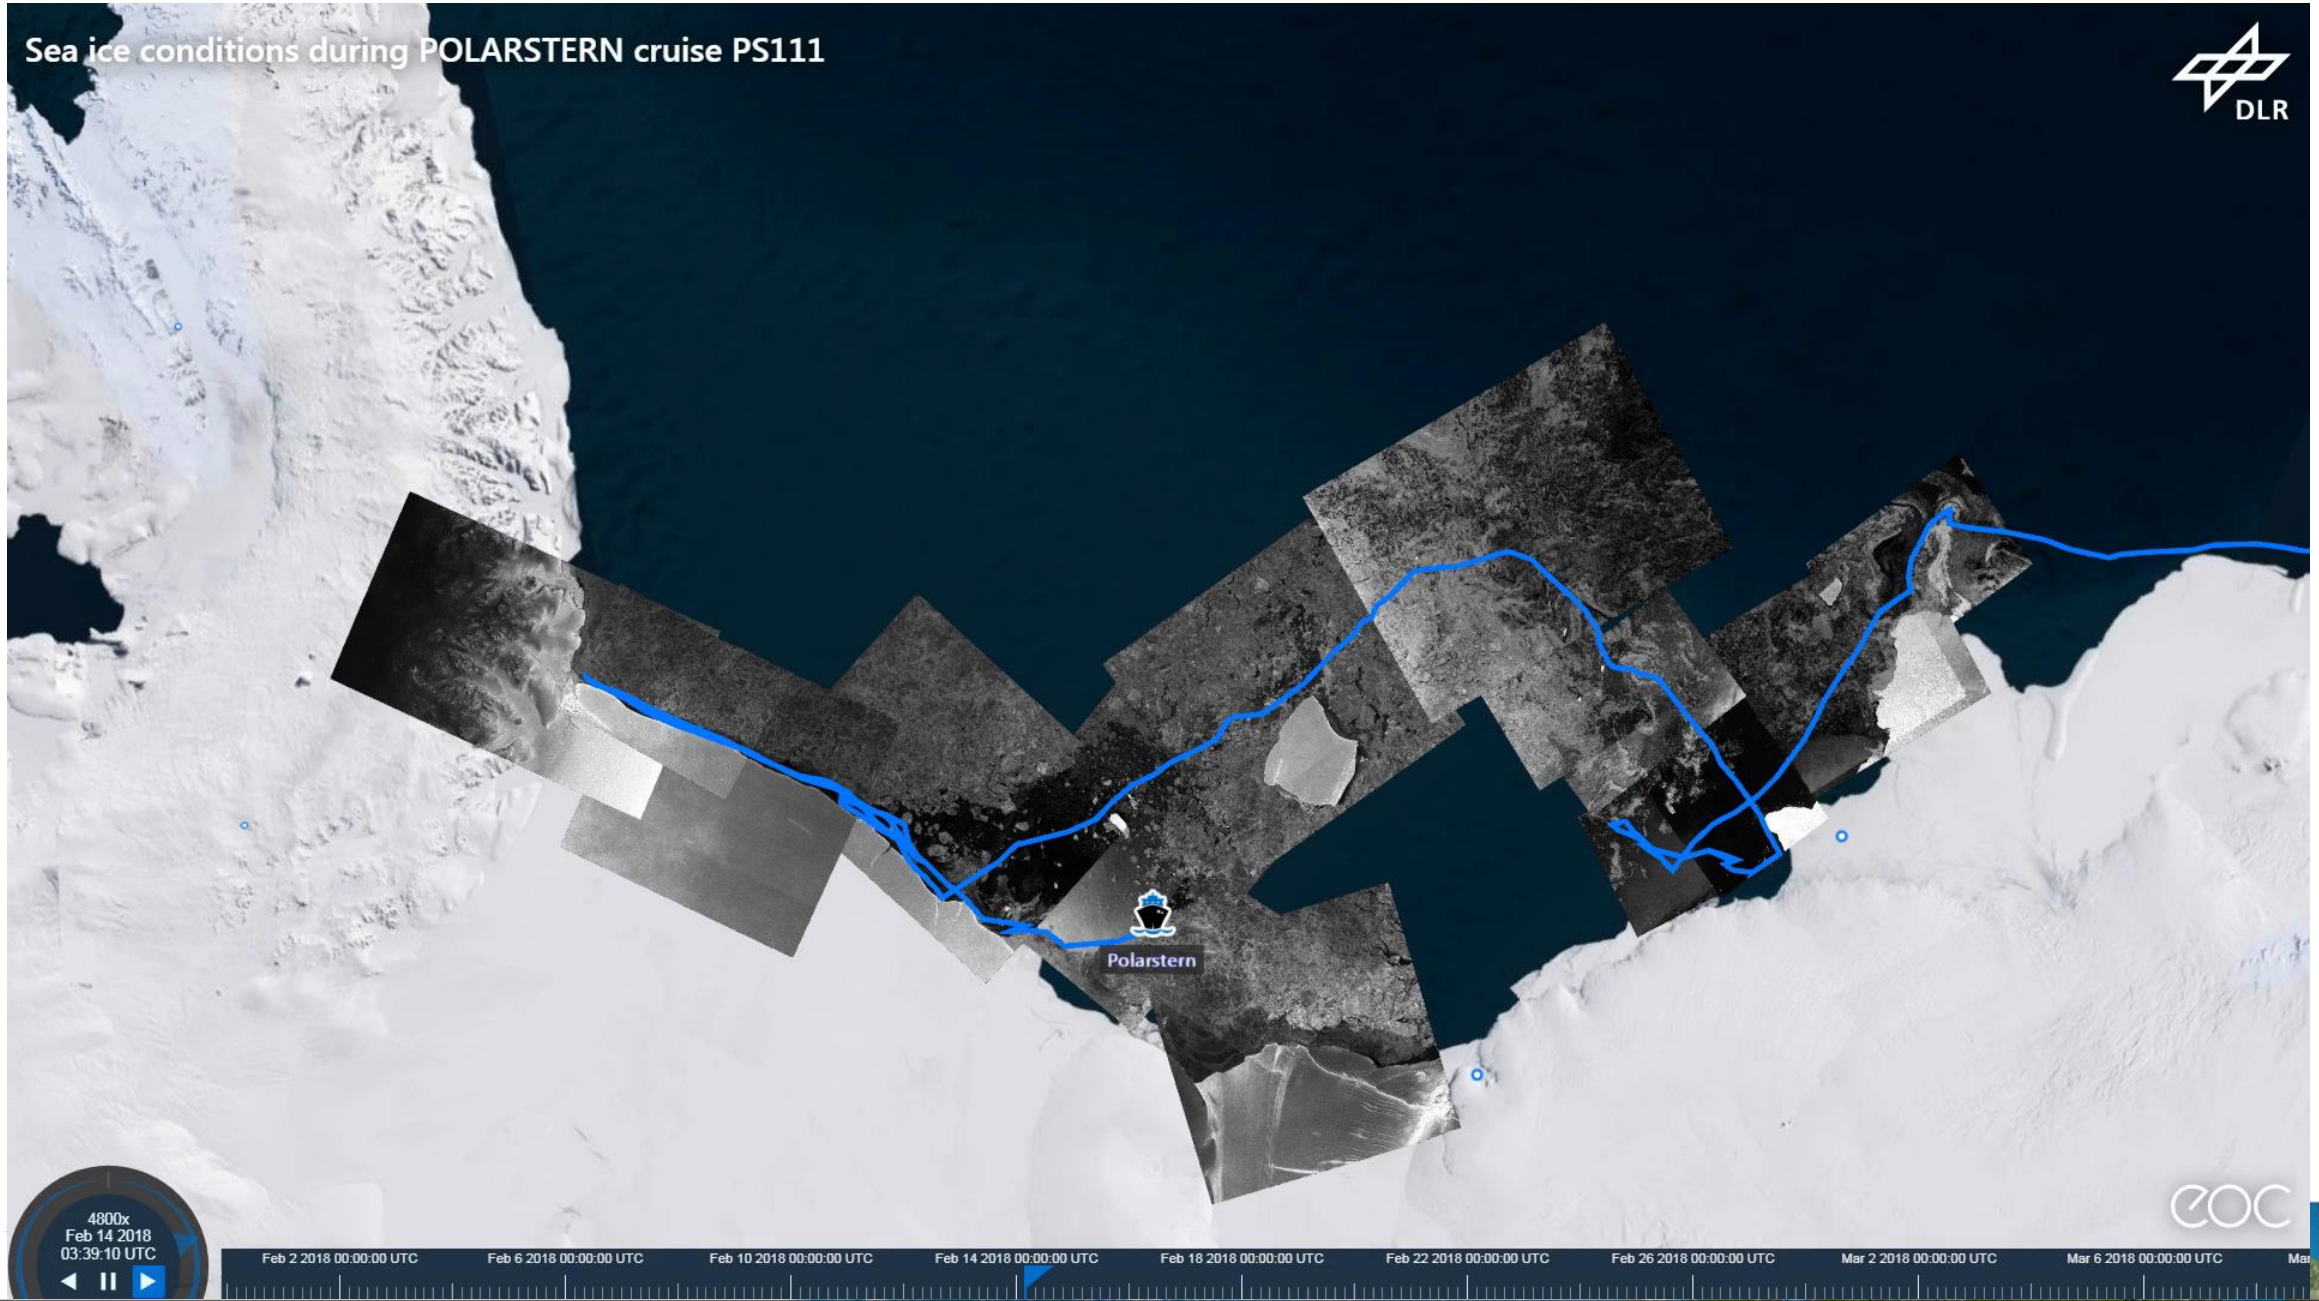 Sea ice conditions during POLARSTERN cruise PS111
DLR
Polarstern
eoc
4800x
Feb 14 2018
03:39:10 UTC
Feb 2 2018 00:00:00 UTC
Feb 6 2018 00:00:00 UTC
Feb 10 2018 00:00:00 UTC
Feb 14 2018 00:00:00 UTC
Feb 18 2018 00:00:00 UTC
Feb 22 2018 00:00:00 UTC
Feb 26 2018 00:00:00 UTC
Mar 2 2018 00:00:00 UTC
Mar 6 2018 00:00:00 UTC
Mar